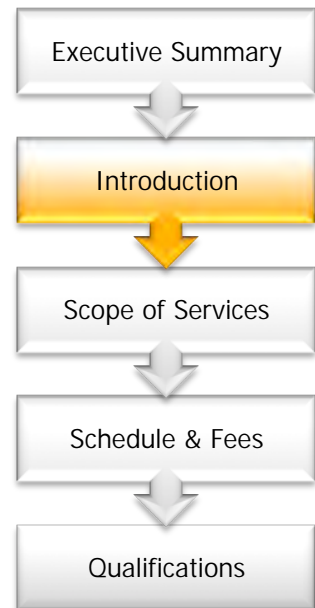 Executive Summary
Introduction
Scope of Services
Schedule & Fees
Qualifications